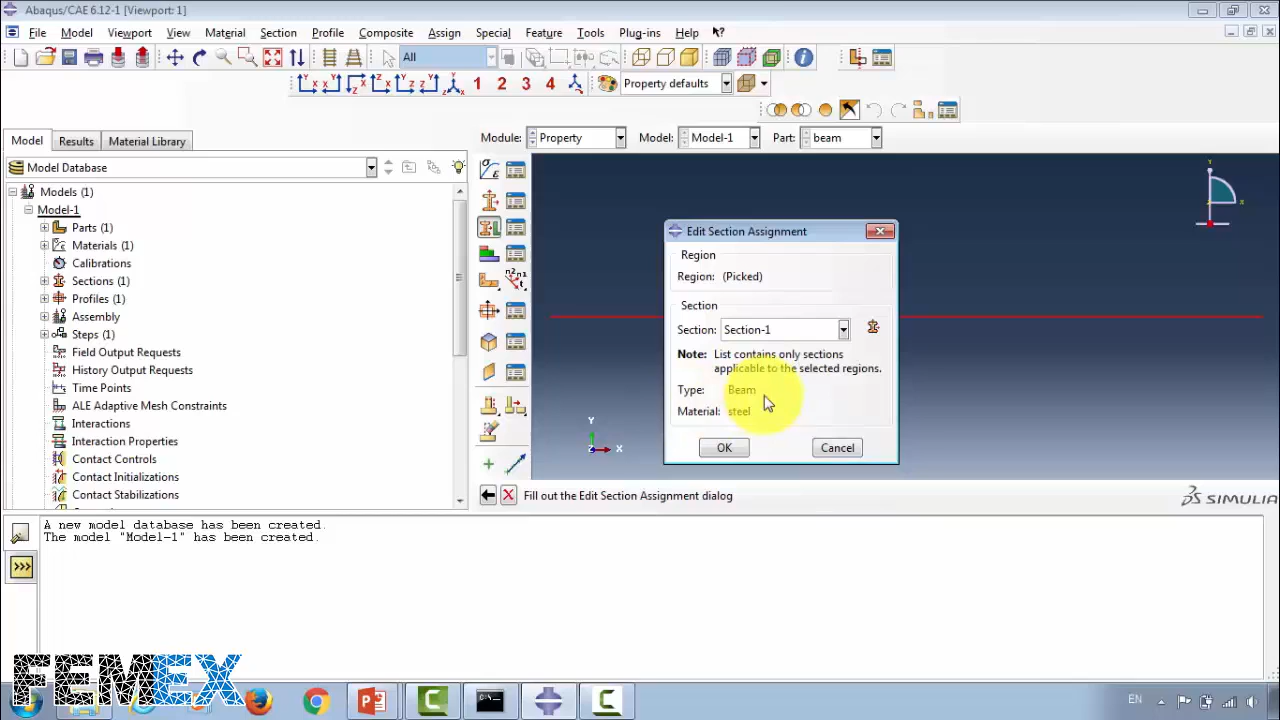 Abaqus/CAE 6.12-1 [Viewport: 1]
File Model Viewport View Material Section Profile Composite Assign Special Feature Tools Plug-ins Help
All
1 2 3 4 Property defaults
Model Results Material Library
Module: Property Model: Model-1 Part: beam
Model Database
Models (1)
Model-1
Parts (1)
Materials (1)
Calibrations
Sections (1)
Profiles (1)
Assembly
Steps (1)
Field Output Requests
History Output Requests
Time Points
ALE Adaptive Mesh Constraints
Interactions
Interaction Properties
Contact Controls
Contact Initializations
Contact Stabilizations
Edit Section Assignment
Region
Region: (Picked)
Section
Section: Section-1
Note: List contains only sections
applicable to the selected regions.
Type: Beam
Material: steel
OK Cancel
Y
Z X
Fill out the Edit Section Assignment dialog
SIMULIA
A new model database has been created.
The model "Model-1" has been created.
>>>
FEMEX
EN